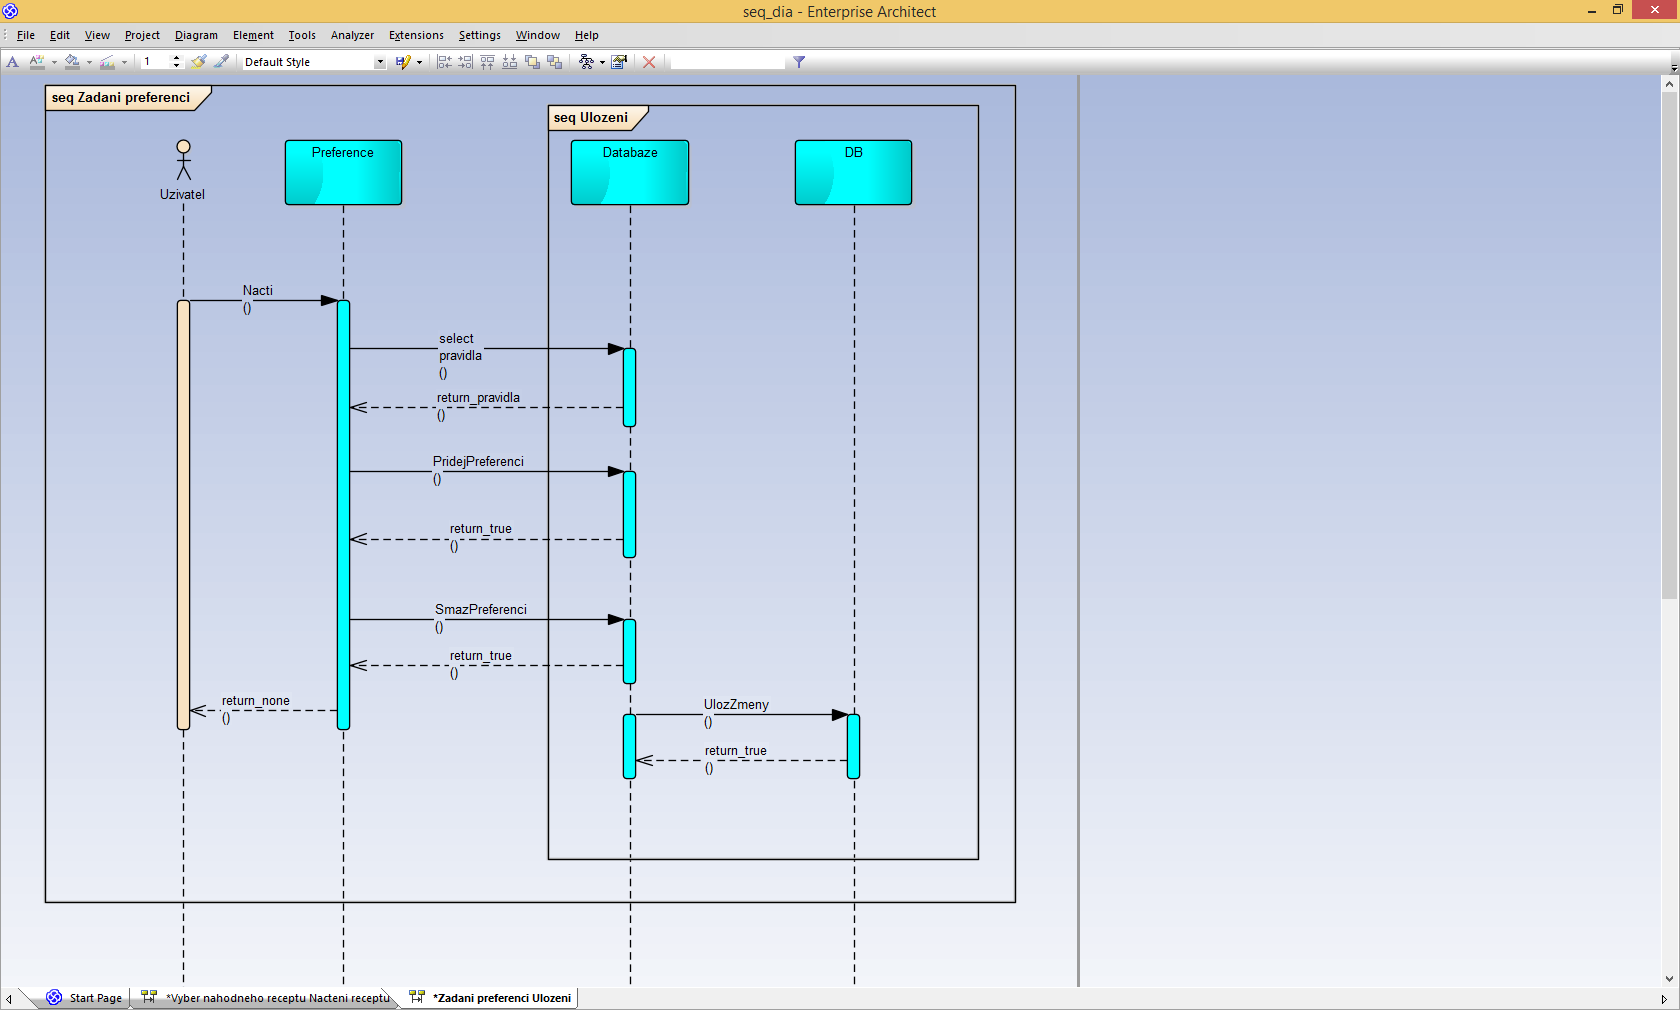 seq_dia - Enterprise Architect
File Edit View Project Diagram Element Tools Analyzer Extensions Settings Window Help
1 Default Style
seq Zadani preferenci
seq Ulozeni
Uzivatel
Preference
Databaze
DB
Nacti
()
select
pravidla
()
return_pravidla
()
PridejPreferenci
()
return_true
()
SmazPreferenci
()
return_true
()
return_none
()
UlozZmeny
()
return_true
()
Start Page *Vyber nahodneho receptu Nacteni receptu *Zadani preferenci Ulozeni